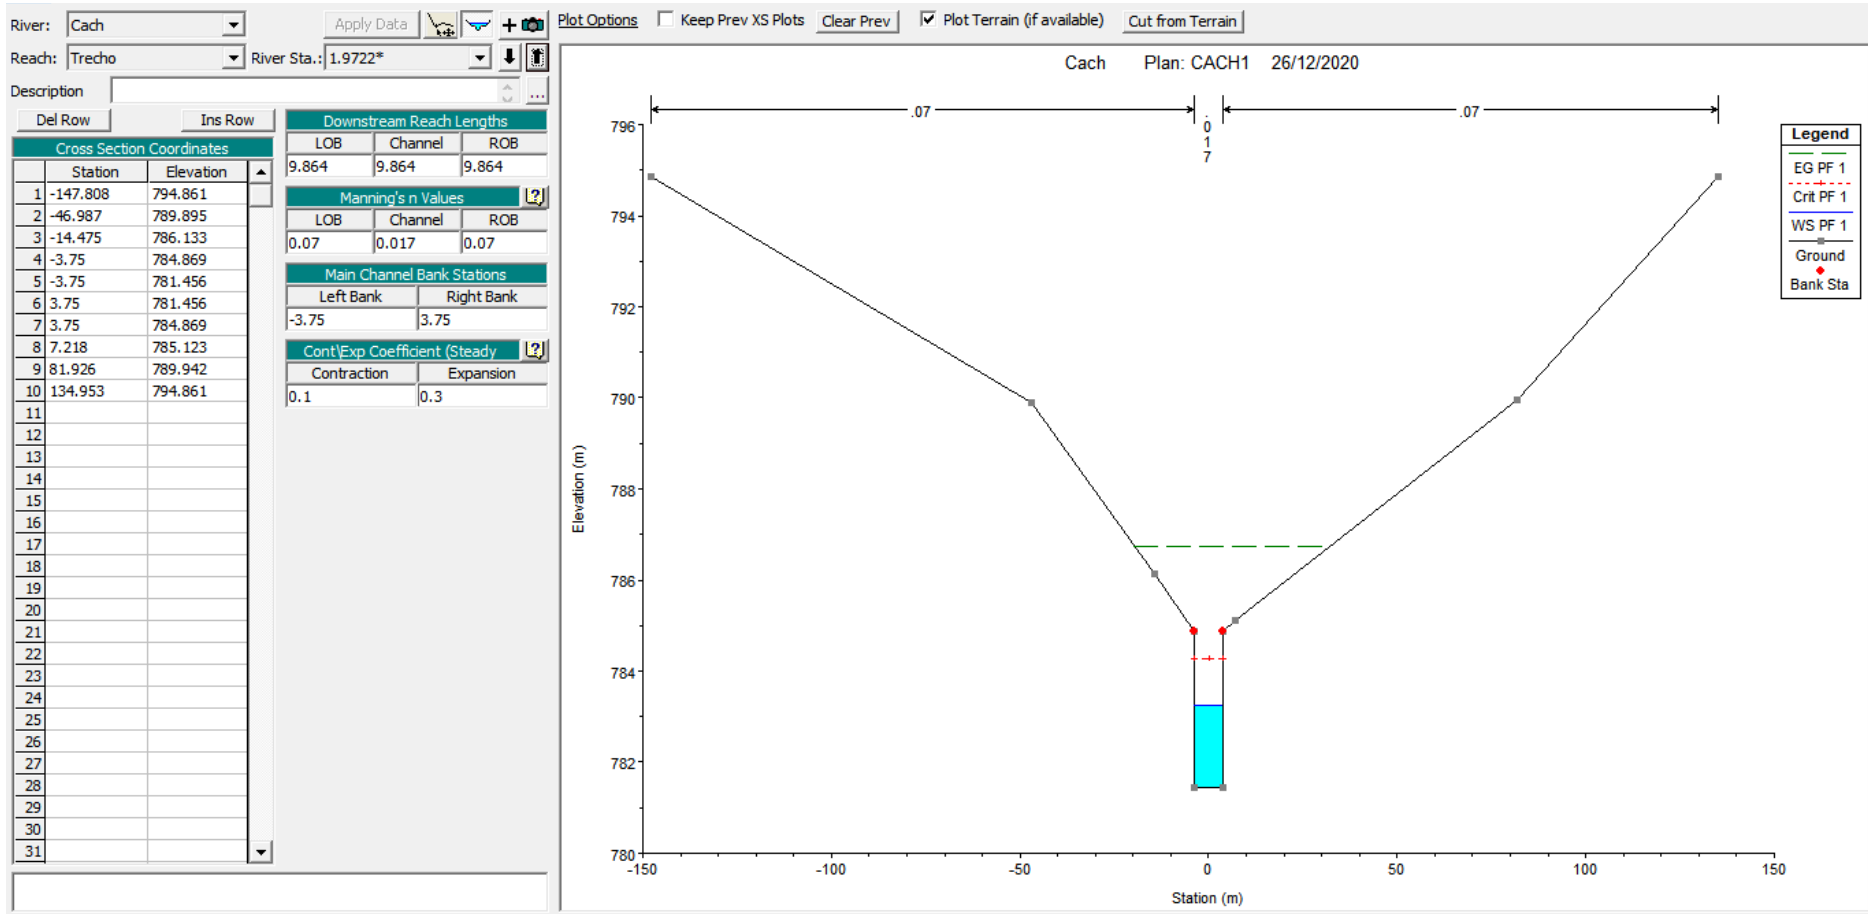 River: Cach Apply Data
Reach: Trecho River Sta.: 1.9722*
Description ...
Del Row Ins Row
Cross Section Coordinates
Station Elevation
1 -147.808 794.861
2 -46.987 789.895
3 -14.475 786.133
4 -3.75 784.869
5 -3.75 781.456
6 3.75 781.456
7 3.75 784.869
8 7.218 785.123
9 81.926 789.942
10 134.953 794.861
11
12
13
14
15
16
17
18
19
20
21
22
23
24
25
26
27
28
29
30
31
Downstream Reach Lengths
LOB Channel ROB
9.864 9.864 9.864
Manning's n Values
LOB Channel ROB
0.07 0.017 0.07
Main Channel Bank Stations
Left Bank Right Bank
-3.75 3.75
Cont\Exp Coefficient (Steady
Contraction Expansion
0.1 0.3
Plot Options Keep Prev XS Plots Clear Prev Plot Terrain (if available) Cut from Terrain
Cach Plan: CACH1 26/12/2020
.07 .017 .07
796
794
792
790
788
786
784
782
780
Elevation (m)
-150 -100 -50 0 50 100 150
Station (m)
Legend
EG PF 1
Crit PF 1
WS PF 1
Ground
Bank Sta